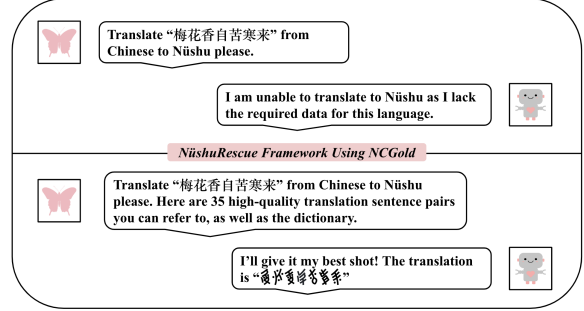 Translate “梅花香自苦寒来” from
Chinese to Nüshu please.
I am unable to translate to Nüshu as I lack
the required data for this language.
NüshuRescue Framework Using NCGold
Translate “梅花香自苦寒来” from Chinese to Nüshu
please. Here are 35 high-quality translation sentence pairs
you can refer to, as well as the dictionary.
I’ll give it my best shot! The translation
is “